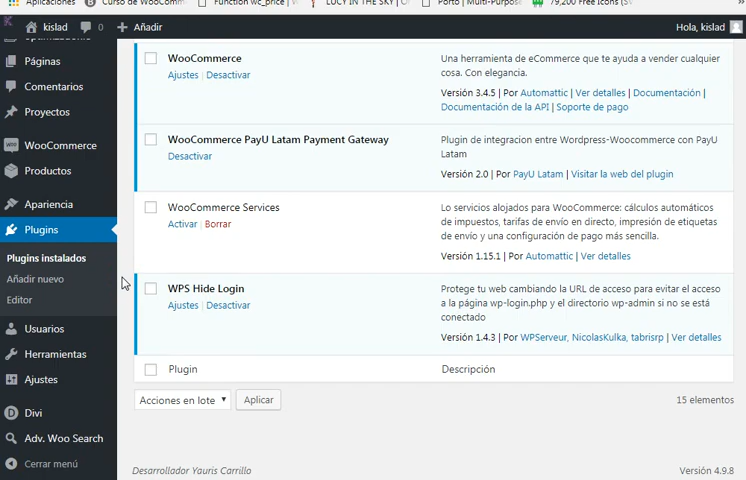 Aplicaciones
Curso de WooComm
Function wc_price
LUCY IN THE SKY
Porto | Multi-Purpose
79,200 Free Icons (SV
kislad
0
Añadir
Hola, kislad
Páginas
Comentarios
Proyectos
WooCommerce
Productos
Apariencia
Plugins
Plugins instalados
Añadir nuevo
Editor
Usuarios
Herramientas
Ajustes
Divi
Adv. Woo Search
Cerrar menú
WooCommerce
Ajustes | Desactivar
Una herramienta de eCommerce que te ayuda a vender cualquier
cosa. Con elegancia.
Versión 3.4.5 | Por Automattic | Ver detalles | Documentación |
Documentación de la API | Soporte de pago
WooCommerce PayU Latam Payment Gateway
Desactivar
Plugin de integracion entre Wordpress-Woocommerce con PayU
Latam
Versión 2.0 | Por PayU Latam | Visitar la web del plugin
WooCommerce Services
Activar | Borrar
Lo servicios alojados para WooCommerce: cálculos automáticos
de impuestos, tarifas de envío en directo, impresión de etiquetas
de envío y una configuración de pago más sencilla.
Versión 1.15.1 | Por Automattic | Ver detalles
WPS Hide Login
Ajustes | Desactivar
Protege tu web cambiando la URL de acceso para evitar el acceso
a la página wp-login.php y el directorio wp-admin si no se está
conectado
Versión 1.4.3 | Por WPServeur, NicolasKulka, tabrisrp | Ver detalles
Plugin
Descripción
Acciones en lote
Aplicar
15 elementos
Desarrollador Yauris Carrillo
Versión 4.9.8